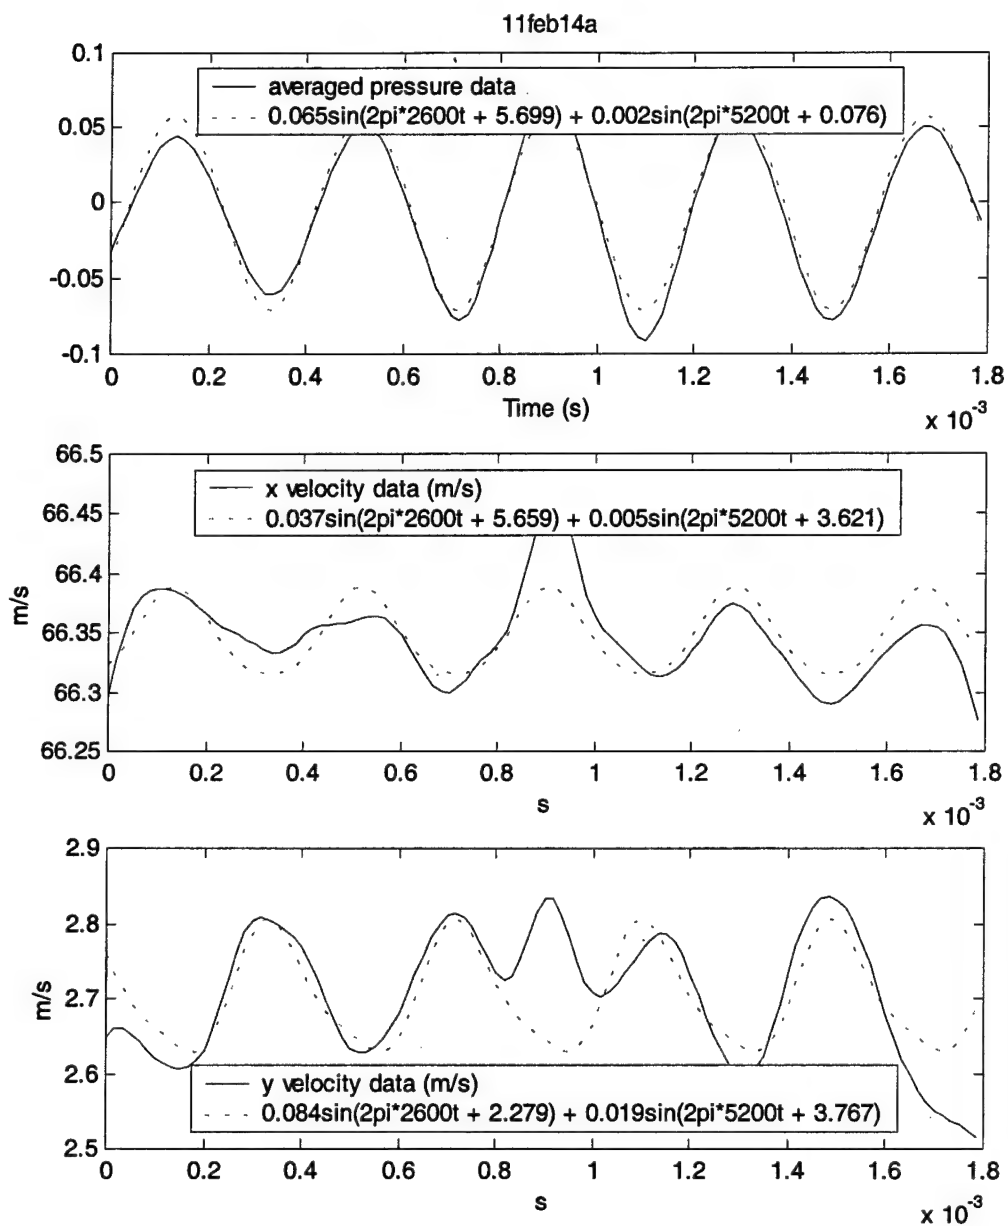 11feb14a
0.1
0.05
0
-0.05
-0.1
averaged pressure data
0.065sin(2pi*2600t + 5.699) + 0.002sin(2pi*5200t + 0.076)
0 0.2 0.4 0.6 0.8 1 1.2 1.4 1.6 1.8
Time (s)
x 10-3
66.5
66.45
66.4
66.35
66.3
66.25
m/s
x velocity data (m/s)
0.037sin(2pi*2600t + 5.659) + 0.005sin(2pi*5200t + 3.621)
0 0.2 0.4 0.6 0.8 1 1.2 1.4 1.6 1.8
s
x 10-3
2.9
2.8
2.7
2.6
2.5
m/s
y velocity data (m/s)
0.084sin(2pi*2600t + 2.279) + 0.019sin(2pi*5200t + 3.767)
0 0.2 0.4 0.6 0.8 1 1.2 1.4 1.6 1.8
s
x 10-3